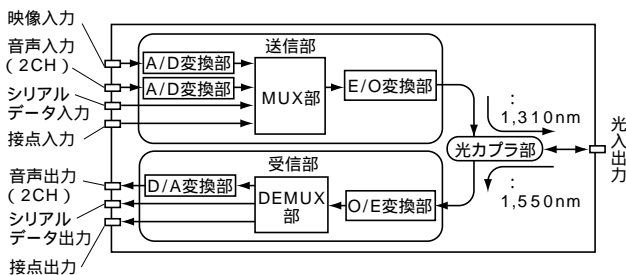 映像入力
音声入力
(2CH)
シリアル
データ入力
接点入力
送信部
A/D変換部
A/D変換部
MUX部
E/O変換部
:
1,310nm
光カプラ部
光入出力
:
1,550nm
受信部
D/A変換部
DEMUX
部
O/E変換部
音声出力
(2CH)
シリアル
データ出力
接点出力